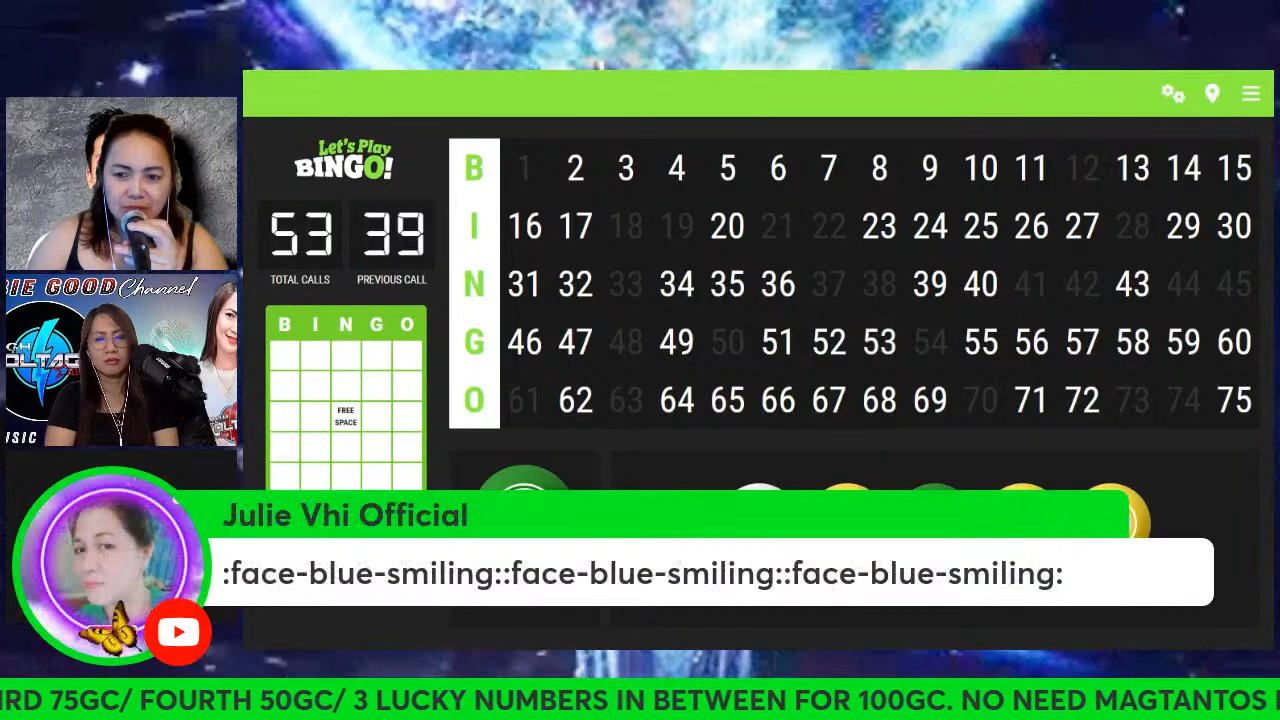 Let's Play
BINGO!
53 39
TOTAL CALLS PREVIOUS CALL
B I N G O
FREE
SPACE
B 1 2 3 4 5 6 7 8 9 10 11 12 13 14 15
I 16 17 18 19 20 21 22 23 24 25 26 27 28 29 30
N 31 32 33 34 35 36 37 38 39 40 41 42 43 44 45
G 46 47 48 49 50 51 52 53 54 55 56 57 58 59 60
O 61 62 63 64 65 66 67 68 69 70 71 72 73 74 75
IE GOOD Channel
GH
OLTAG
USIC
Julie Vhi Official
:face-blue-smiling::face-blue-smiling::face-blue-smiling:
IRD 75GC/ FOURTH 50GC/ 3 LUCKY NUMBERS IN BETWEEN FOR 100GC. NO NEED MAGTANTOS